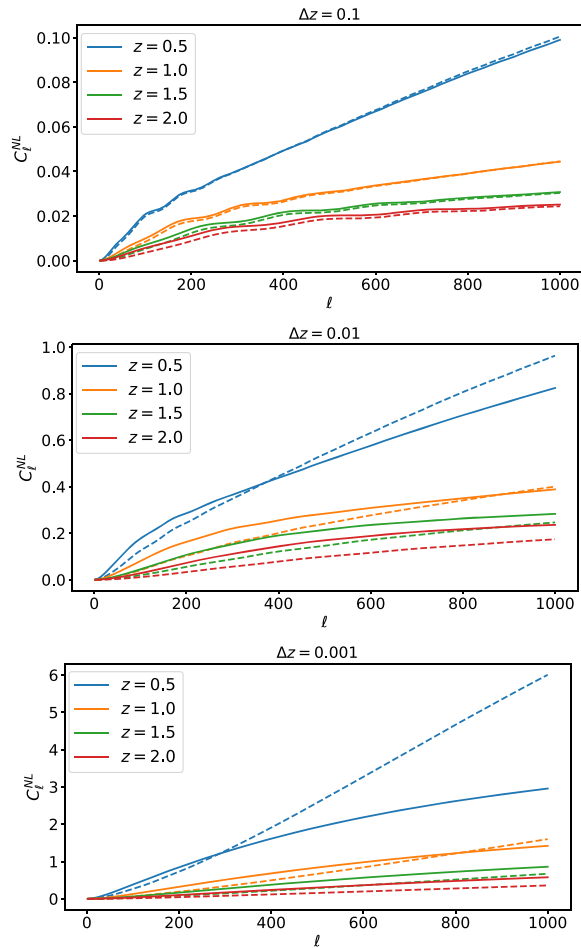 Δz = 0.1
z = 0.5
z = 1.0
z = 1.5
z = 2.0
0.10
0.08
0.06
0.04
0.02
0.00
C_ℓ^{NL}
0 200 400 600 800 1000
ℓ
Δz = 0.01
z = 0.5
z = 1.0
z = 1.5
z = 2.0
1.0
0.8
0.6
0.4
0.2
0.0
C_ℓ^{NL}
0 200 400 600 800 1000
ℓ
Δz = 0.001
z = 0.5
z = 1.0
z = 1.5
z = 2.0
6
5
4
3
2
1
0
C_ℓ^{NL}
0 200 400 600 800 1000
ℓ